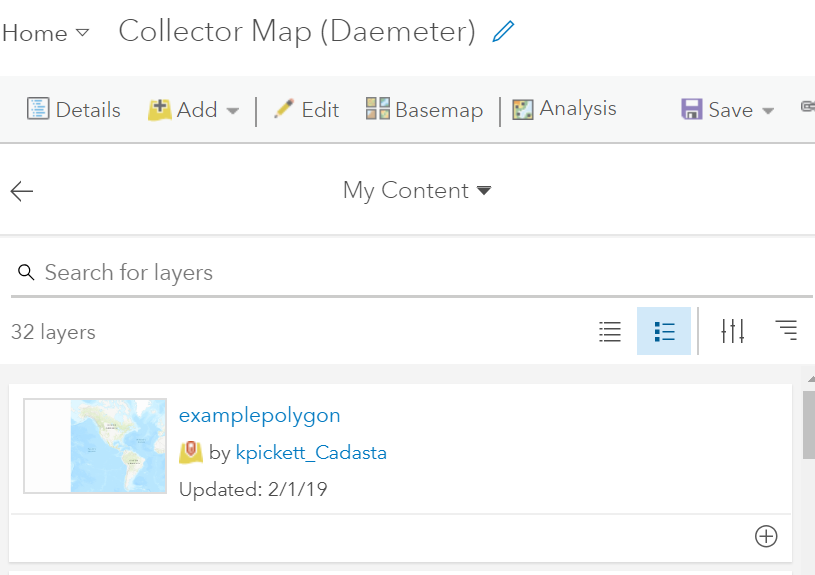 Home Collector Map (Daemeter)
Details Add Edit Basemap Analysis Save
My Content
Search for layers
32 layers
examplepolygon
by kpickett_Cadasta
Updated: 2/1/19